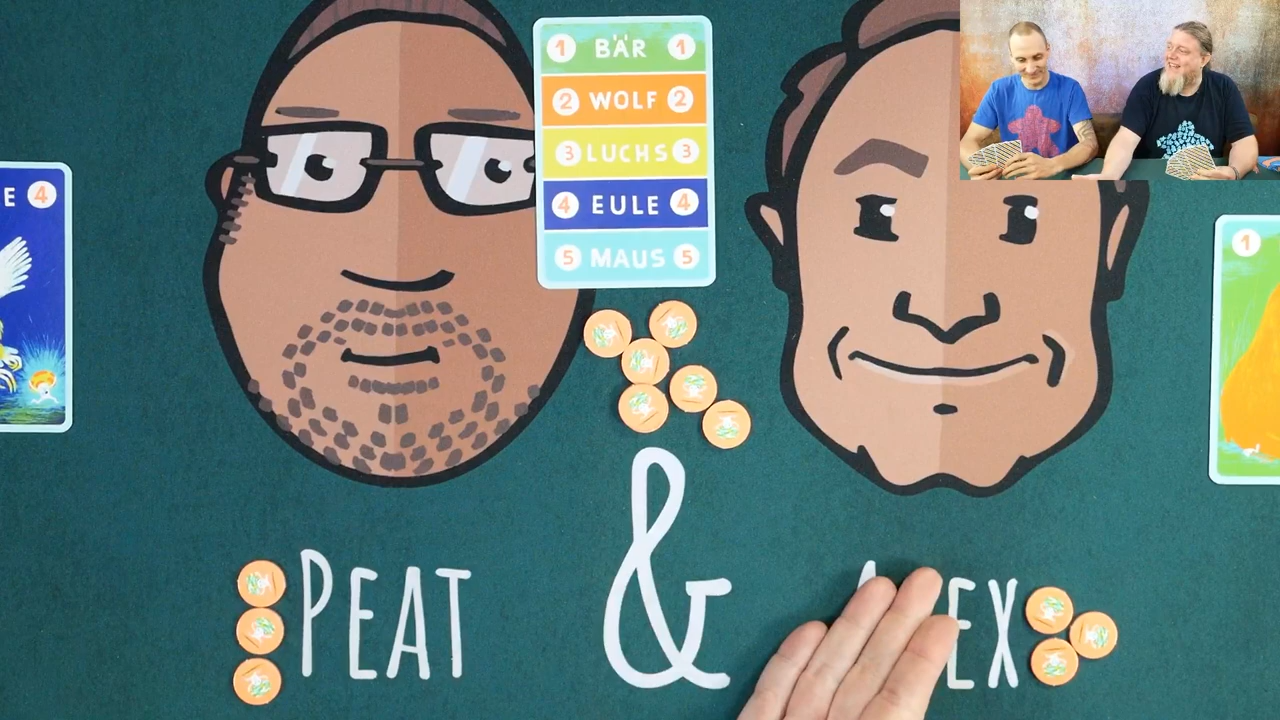 1 BÄR 1
2 WOLF 2
3 LUCHS 3
4 EULE 4
5 MAUS 5
E 4
1
&
PEAT
EX